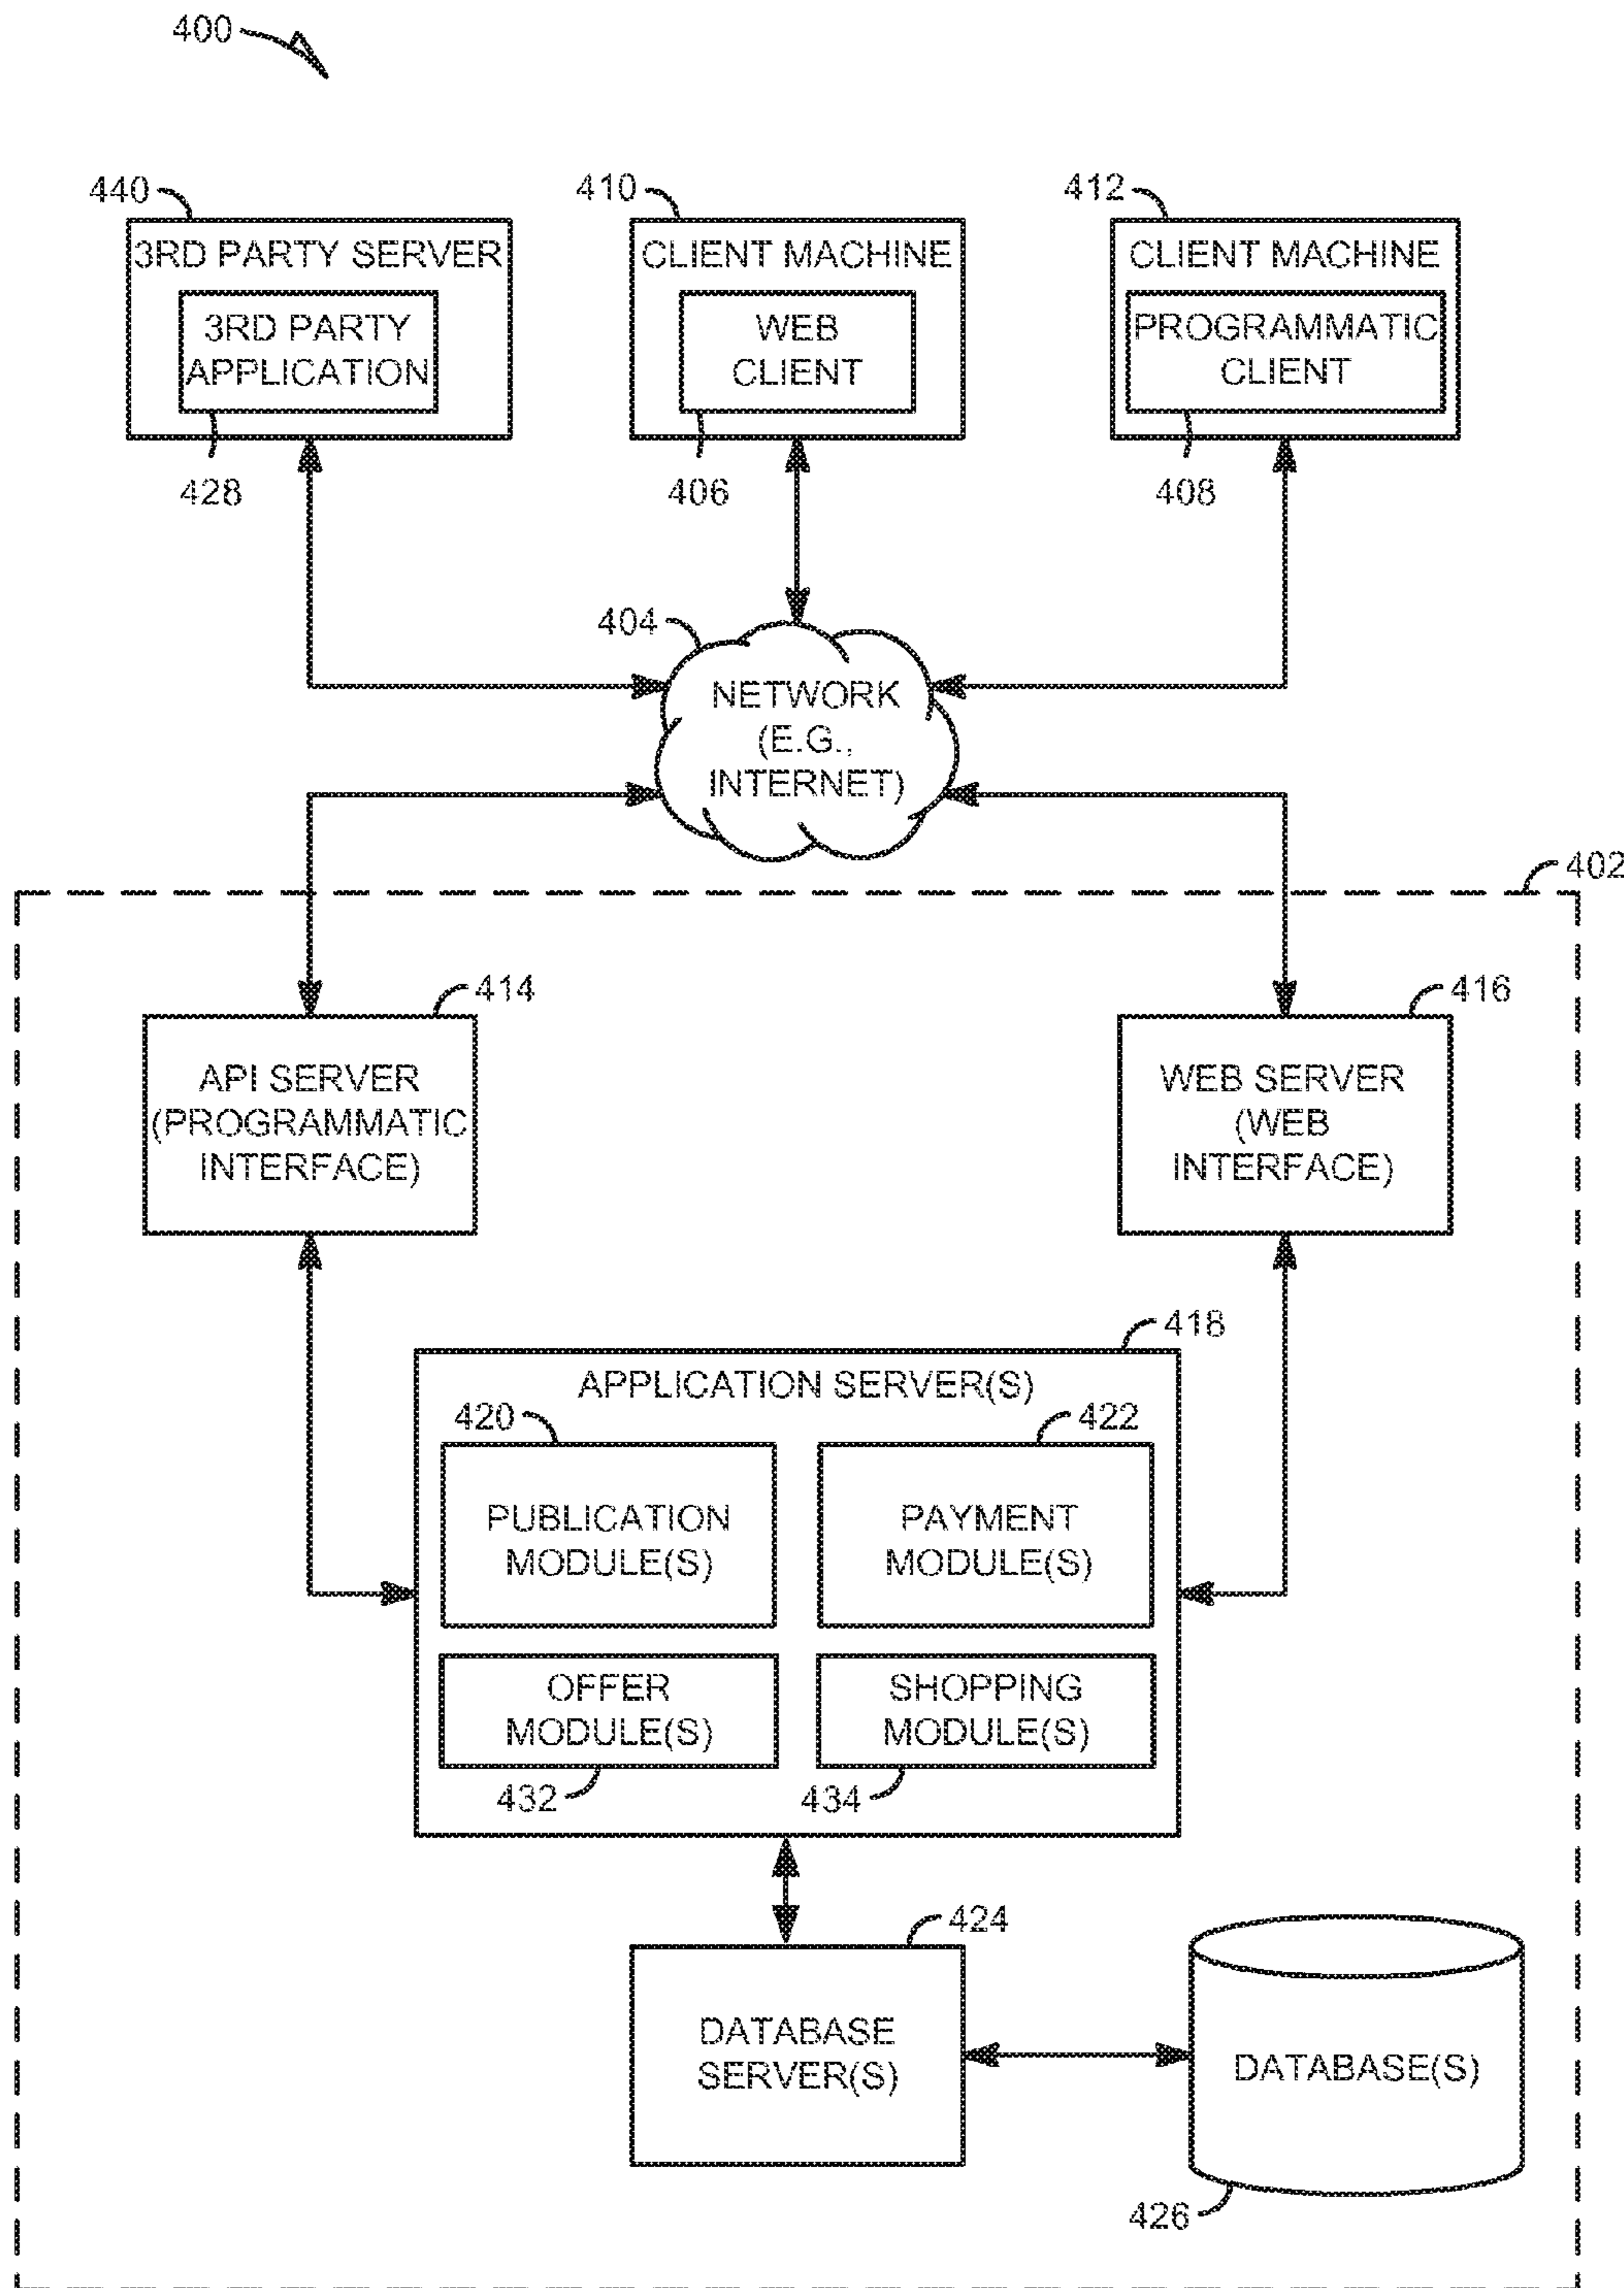 400
440
410
412
3RD PARTY SERVER
CLIENT MACHINE
CLIENT MACHINE
3RD PARTY
APPLICATION
WEB
CLIENT
PROGRAMMATIC
CLIENT
428
406
408
404
NETWORK
(E.G.,
INTERNET)
402
414
416
API SERVER
(PROGRAMMATIC
INTERFACE)
WEB SERVER
(WEB
INTERFACE)
418
APPLICATION SERVER(S)
420
422
PUBLICATION
MODULE(S)
PAYMENT
MODULE(S)
OFFER
MODULE(S)
SHOPPING
MODULE(S)
432
434
424
DATABASE
SERVER(S)
DATABASE(S)
426